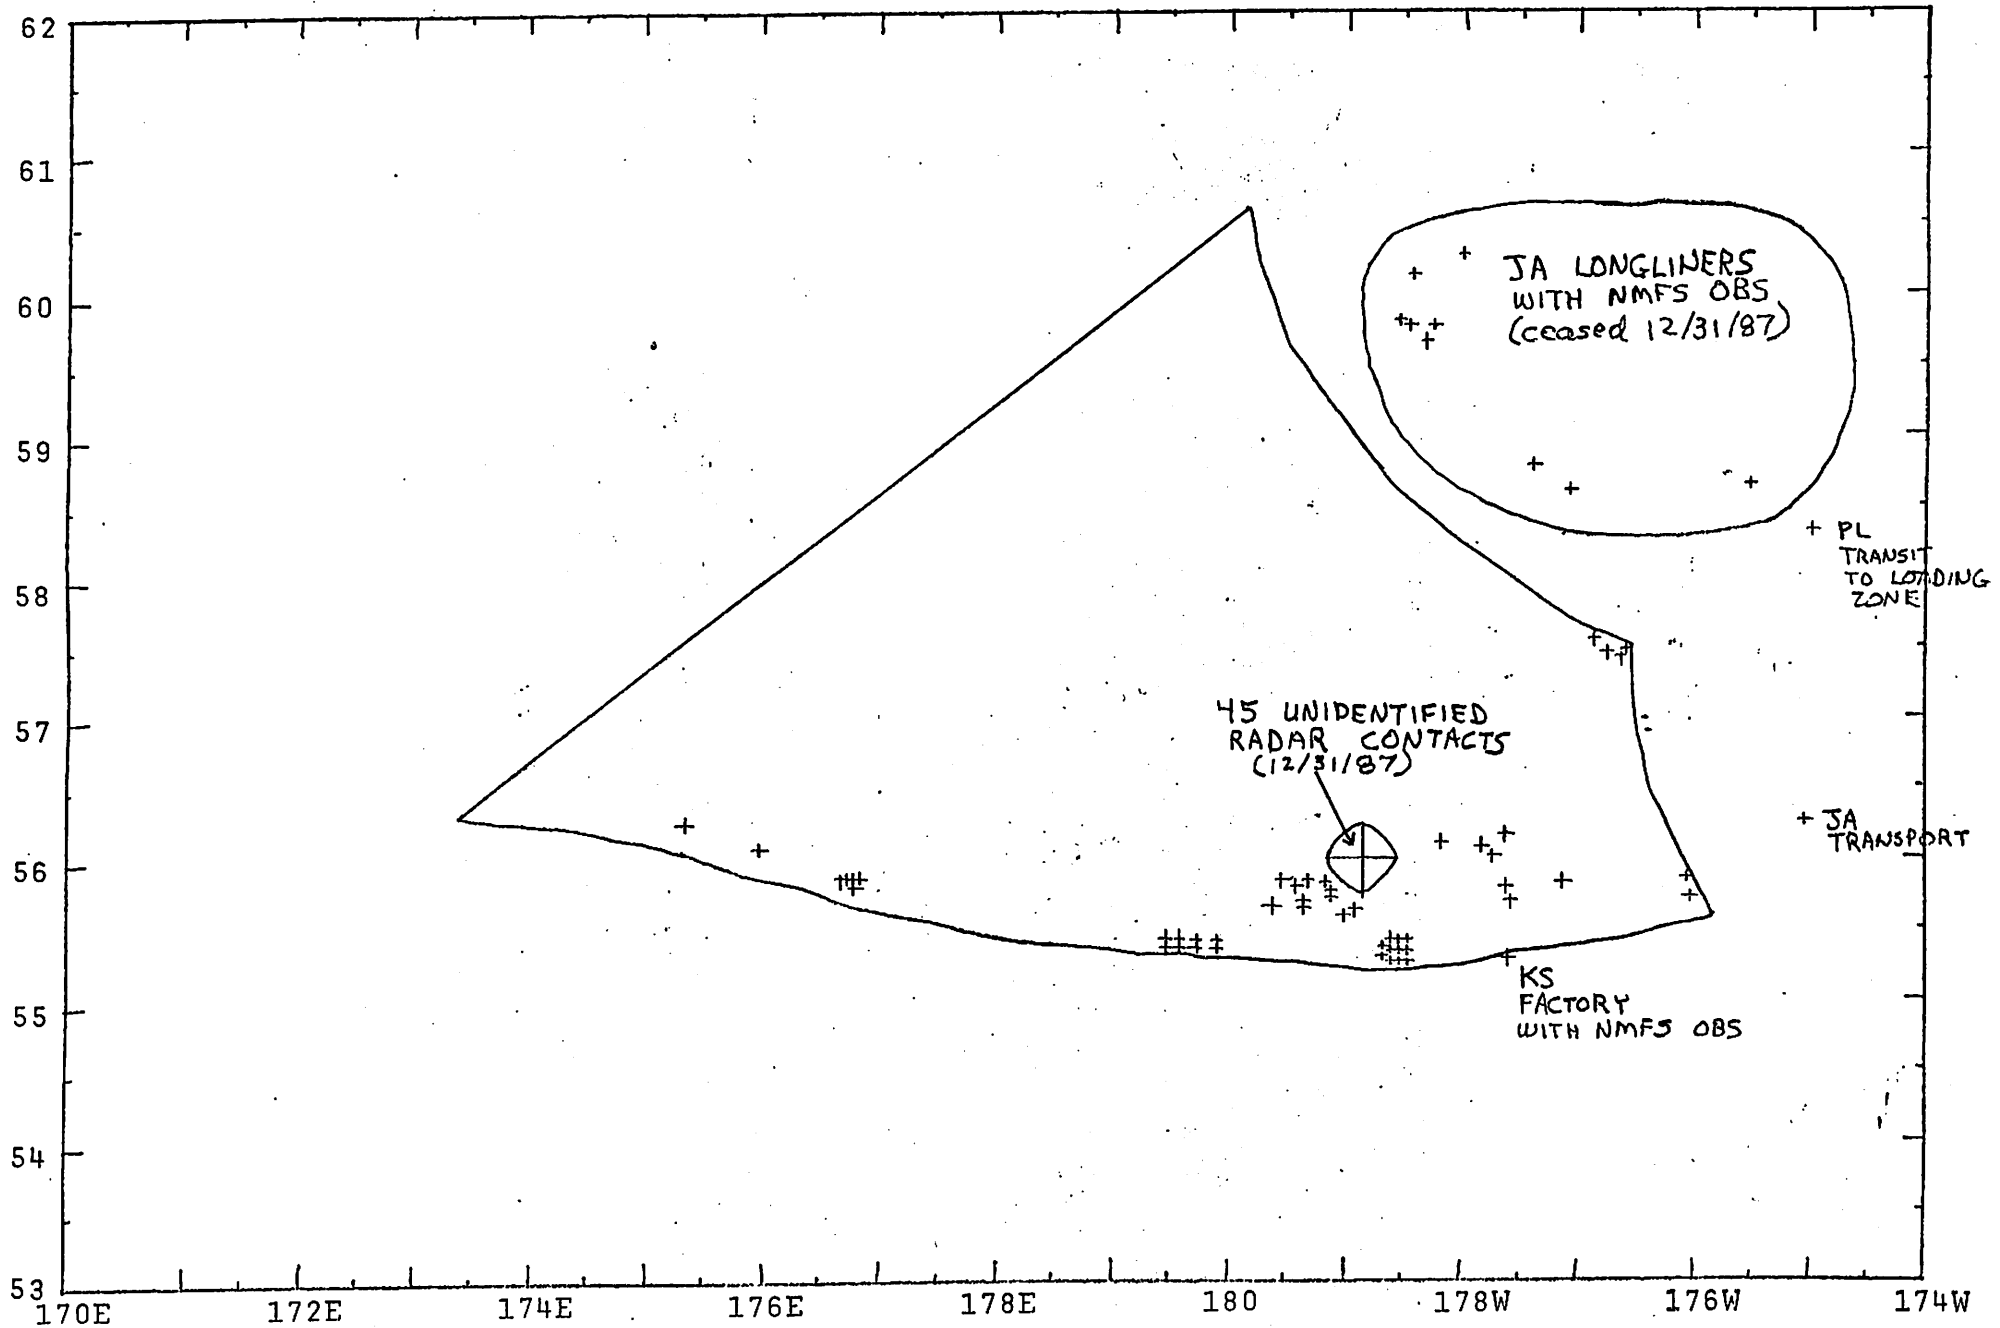 62
61
60
59
58
57
56
55
54
53
170E 172E 174E 176E 178E 180 178W 176W 174W
JA LONGLINERS
WITH NMFS OBS
(ceased 12/31/87)
PL
TRANSIT
TO LOADING
ZONE
45 UNIDENTIFIED
RADAR CONTACTS
(12/31/87)
JA
TRANSPORT
KS
FACTORY
WITH NMFS OBS